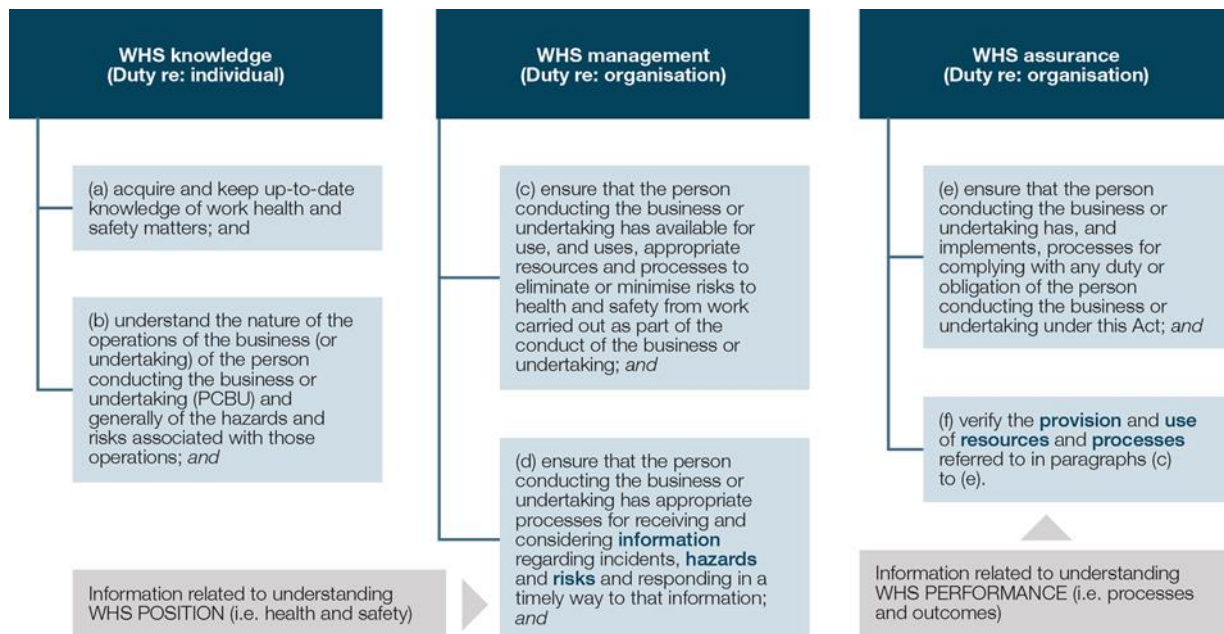 WHS knowledge
(Duty re: individual)
(a) acquire and keep up-to-date
knowledge of work health and
safety matters; and
(b) understand the nature of the
operations of the business (or
undertaking) of the person
conducting the business or
undertaking (PCBU) and
generally of the hazards and
risks associated with those
operations; and
Information related to understanding
WHS POSITION (i.e. health and safety)
WHS management
(Duty re: organisation)
(c) ensure that the person
conducting the business or
undertaking has available for
use, and uses, appropriate
resources and processes to
eliminate or minimise risks to
health and safety from work
carried out as part of the
conduct of the business or
undertaking; and
(d) ensure that the person
conducting the business or
undertaking has appropriate
processes for receiving and
considering information
regarding incidents, hazards
and risks and responding in a
timely way to that information;
and
WHS assurance
(Duty re: organisation)
(e) ensure that the person
conducting the business or
undertaking has, and
implements, processes for
complying with any duty or
obligation of the person
conducting the business or
undertaking under this Act; and
(f) verify the provision and use
of resources and processes
referred to in paragraphs (c)
to (e).
Information related to understanding
WHS PERFORMANCE (i.e. processes
and outcomes)